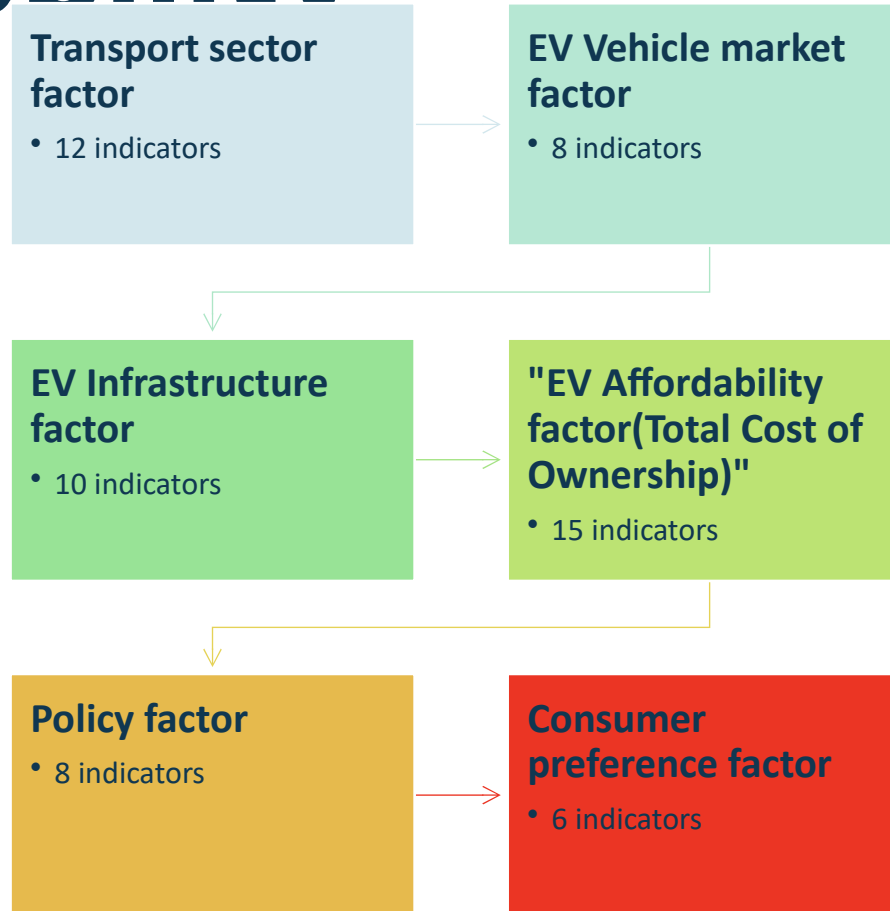 Transport sector
factor
• 12 indicators
EV Vehicle market
factor
• 8 indicators
EV Infrastructure
factor
• 10 indicators
"EV Affordability
factor(Total Cost of
Ownership)"
• 15 indicators
Policy factor
• 8 indicators
Consumer
preference factor
• 6 indicators